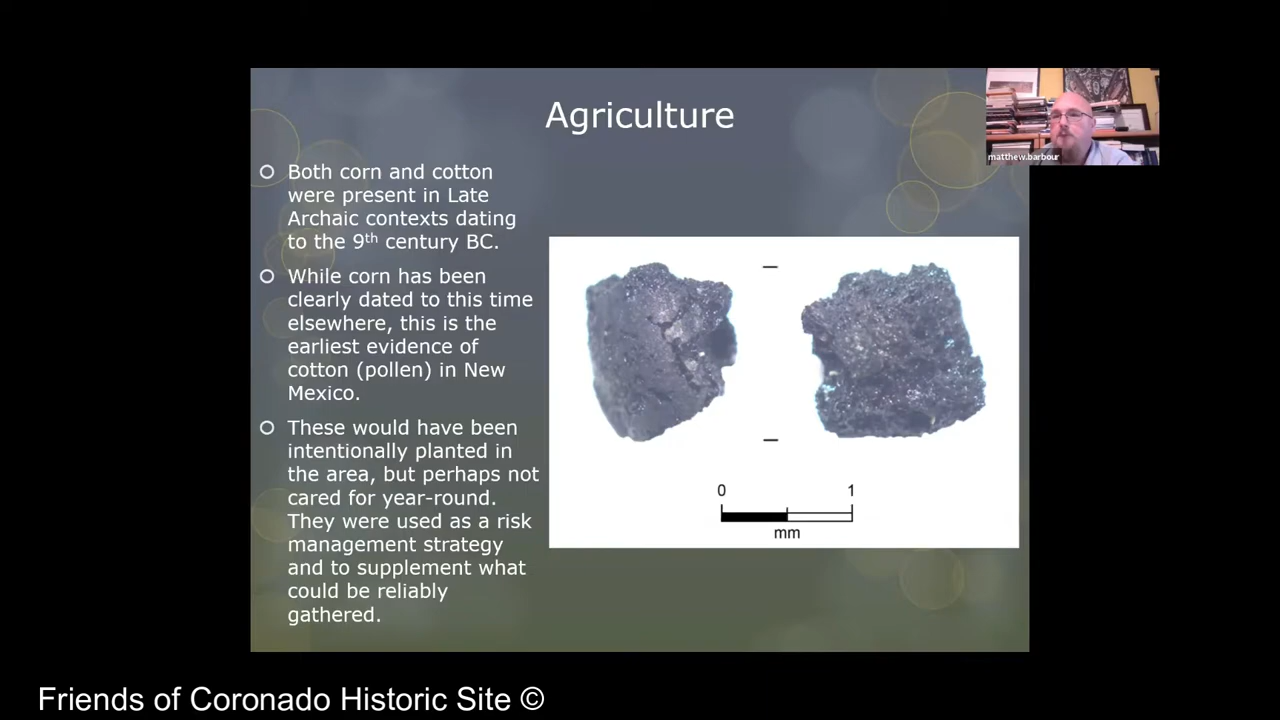 Agriculture
Both corn and cotton
were present in Late
Archaic contexts dating
to the 9th century BC.
While corn has been
clearly dated to this time
elsewhere, this is the
earliest evidence of
cotton (pollen) in New
Mexico.
These would have been
intentionally planted in
the area, but perhaps not
cared for year-round.
They were used as a risk
management strategy
and to supplement what
could be reliably
gathered.
0 1
mm
matthew.barbour
Friends of Coronado Historic Site ©